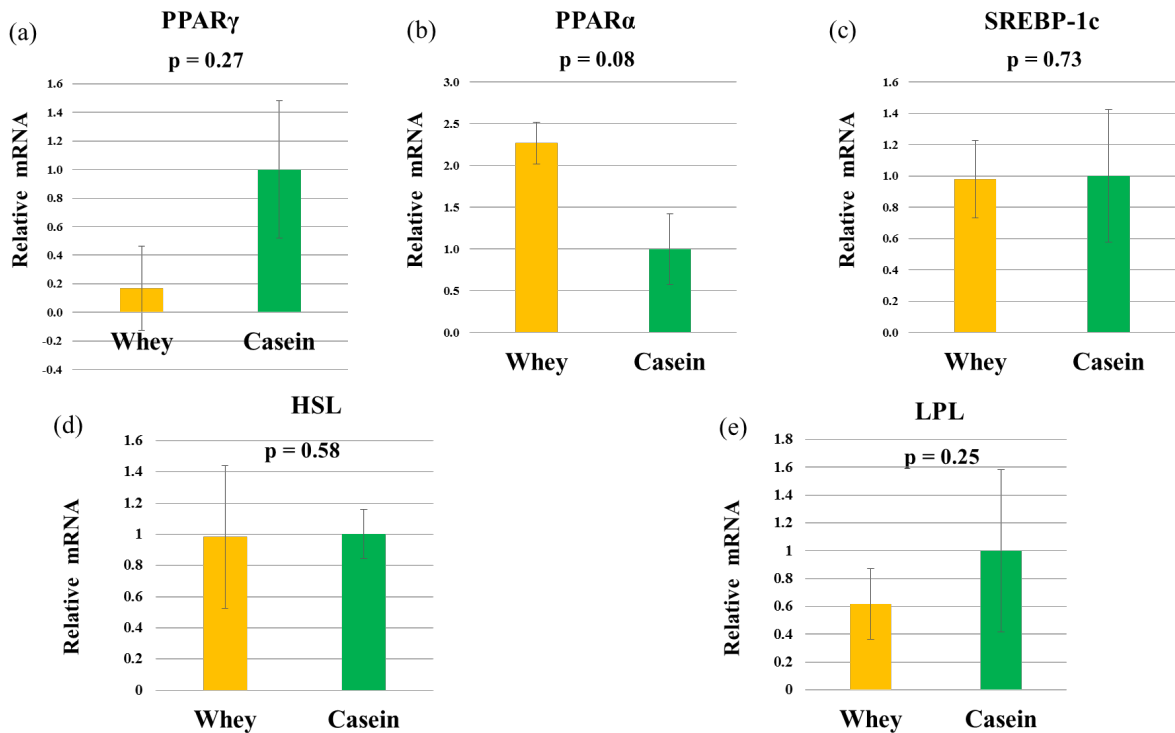 (a)
PPARγ
p = 0.27
Relative mRNA
1.6
1.4
1.2
1.0
0.8
0.6
0.4
0.2
0.0
-0.2
-0.4
Whey Casein
(b)
PPARα
p = 0.08
Relative mRNA
3.0
2.5
2.0
1.5
1.0
0.5
0.0
Whey Casein
(c)
SREBP-1c
p = 0.73
Relative mRNA
1.6
1.4
1.2
1.0
0.8
0.6
0.4
0.2
0.0
Whey Casein
(d)
HSL
p = 0.58
Relative mRNA
1.6
1.4
1.2
1
0.8
0.6
0.4
0.2
0
Whey Casein
(e)
LPL
p = 0.25
Relative mRNA
1.8
1.6
1.4
1.2
1
0.8
0.6
0.4
0.2
0
Whey Casein